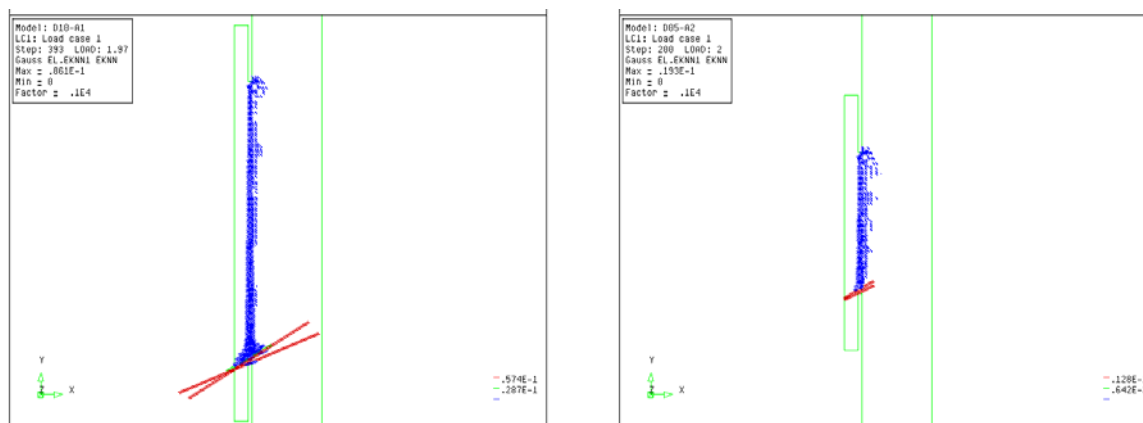 Model: D10-A1
LC1: Load case 1
Step: 393 LOAD: 1.97
Gauss EL.EKNN1 EKNN
Max = .861E-1
Min = 0
Factor = .1E4
Y
Z X
.574E-1
.287E-1
Model: D05-A2
LC1: Load case 1
Step: 200 LOAD: 2
Gauss EL.EKNN1 EKNN
Max = .193E-1
Min = 0
Factor = .1E4
Y
Z X
.128E-
.642E-